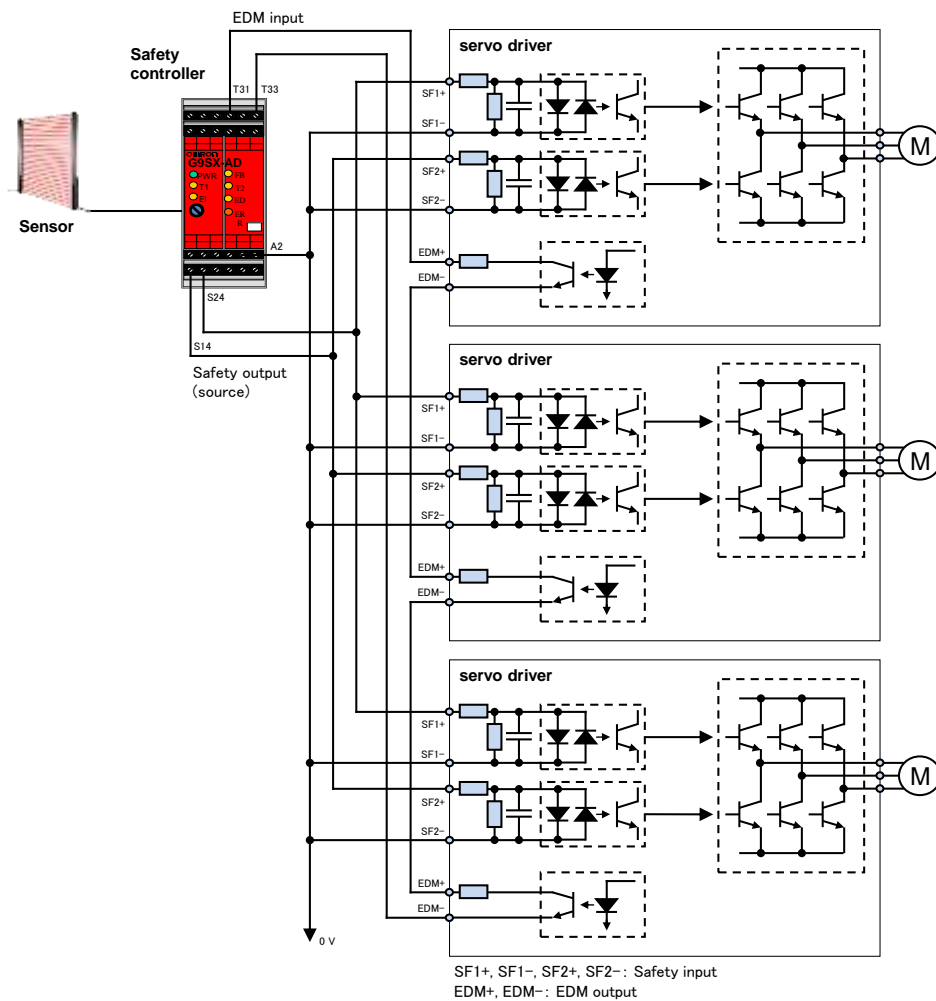 EDM input
Safety
controller
T31 T33
OMRON
G9SX-AD
PWR FB
T1 T2
EI ED
ER
R
A2
Sensor
S24
S14
Safety output
(source)
0 V
servo driver
SF1+
SF1-
SF2+
SF2-
EDM+
EDM-
M
servo driver
SF1+
SF1-
SF2+
SF2-
EDM+
EDM-
M
servo driver
SF1+
SF1-
SF2+
SF2-
EDM+
EDM-
M
SF1+, SF1-, SF2+, SF2-: Safety input
EDM+, EDM-: EDM output